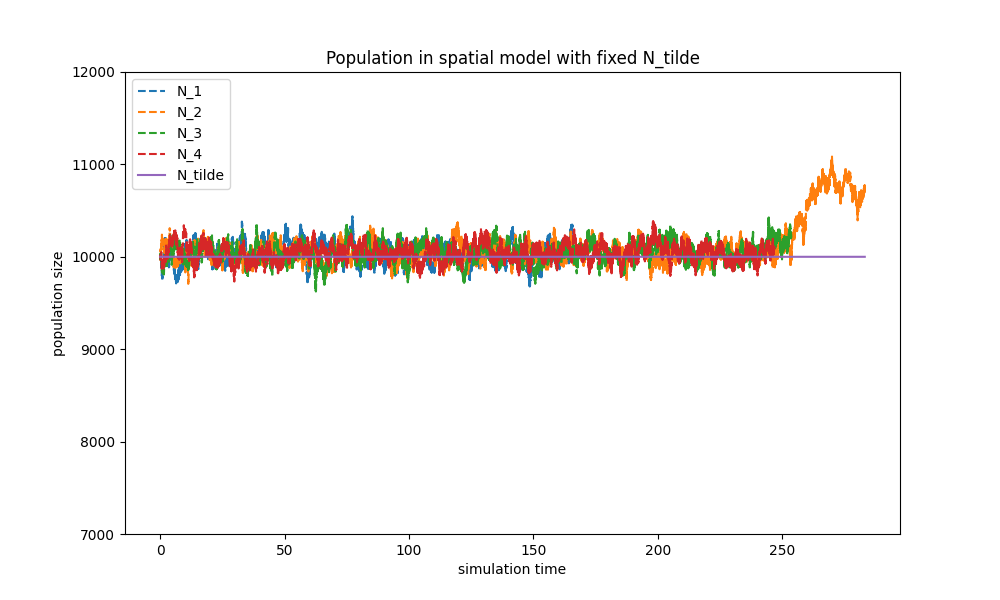 Population in spatial model with fixed N_tilde
12000
11000
10000
9000
8000
7000
population size
N_1
N_2
N_3
N_4
N_tilde
0 50 100 150 200 250
simulation time